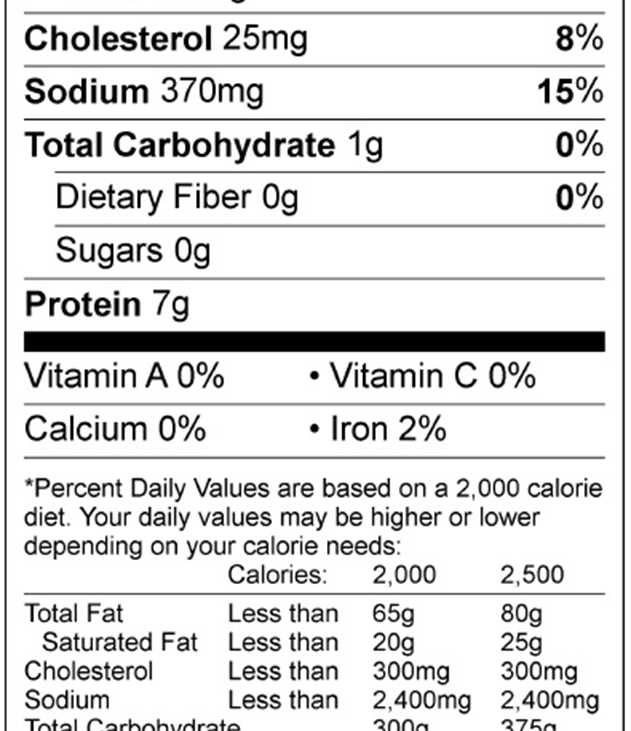 Cholesterol 25mg 8%
Sodium 370mg 15%
Total Carbohydrate 1g 0%
Dietary Fiber 0g 0%
Sugars 0g
Protein 7g
Vitamin A 0% • Vitamin C 0%
Calcium 0% • Iron 2%
*Percent Daily Values are based on a 2,000 calorie
diet. Your daily values may be higher or lower
depending on your calorie needs:
Calories: 2,000 2,500
Total Fat Less than 65g 80g
Saturated Fat Less than 20g 25g
Cholesterol Less than 300mg 300mg
Sodium Less than 2,400mg 2,400mg
Total Carbohydrate 300g 375g